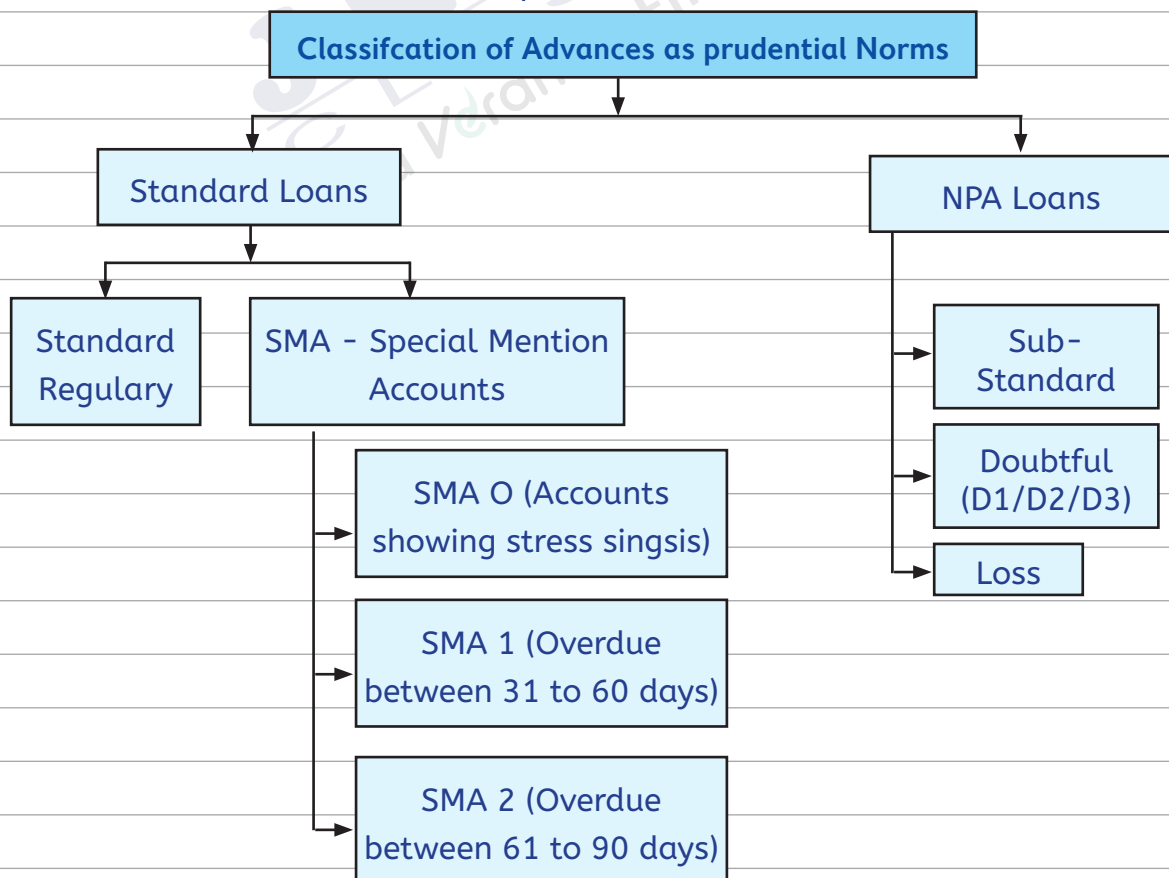 Classifcation of Advances as prudential Norms
Standard Loans
NPA Loans
Standard
Regulary
SMA - Special Mention
Accounts
SMA O (Accounts
showing stress singsis)
SMA 1 (Overdue
between 31 to 60 days)
SMA 2 (Overdue
between 61 to 90 days)
Sub-
Standard
Doubtful
(D1/D2/D3)
Loss